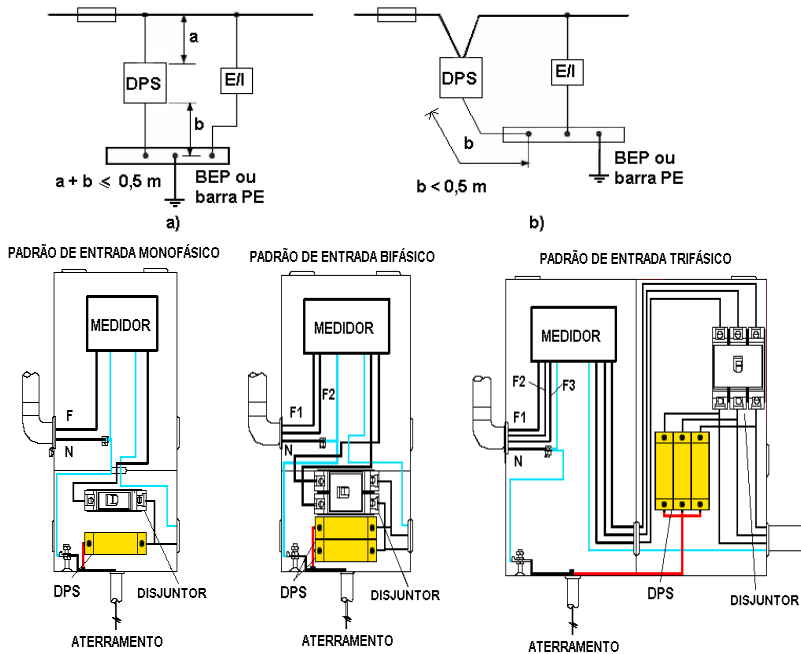 a
DPS
E/I
b
a + b ⩽ 0,5 m
BEP ou
barra PE
a)
DPS
E/I
b
b < 0,5 m
BEP ou
barra PE
b)
PADRÃO DE ENTRADA MONOFÁSICO
MEDIDOR
F
N
DPS
DISJUNTOR
ATERRAMENTO
PADRÃO DE ENTRADA BIFÁSICO
MEDIDOR
F2
F1
N
DPS
DISJUNTOR
ATERRAMENTO
PADRÃO DE ENTRADA TRIFÁSICO
MEDIDOR
F2
F3
F1
N
DPS
DISJUNTOR
ATERRAMENTO